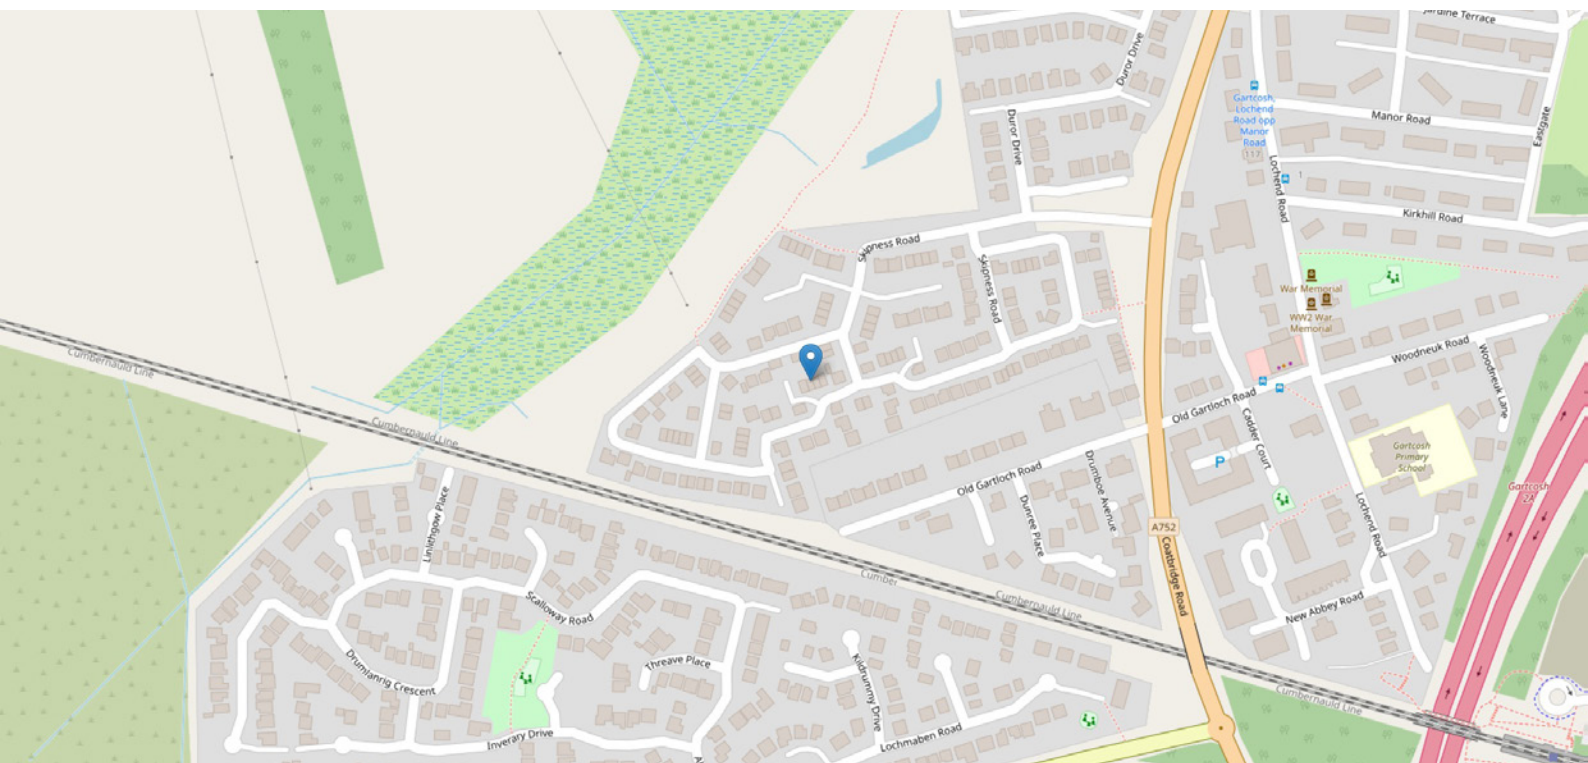 Jardine Terrace
Duror Drive
Gartcosh,
Lochend
Road opp
Manor
Road
117
Manor Road
Eastgate
Duror Drive
Lochend Road
1
Kirkhill Road
Skipness Road
Skipness Road
War Memorial
WW2 War
Memorial
Woodneuk Road
Woodneuk Lane
Cumbernauld Line
Cumbernauld Line
Old Gartloch Road
Cadder Court
Gartcosh
Primary
School
P
Old Gartloch Road
Drumboe Avenue
Dunree Place
Gartcosh
2A
Lochend Road
Linlithgow Place
A752
Coatbridge Road
Cumber
Cumbernauld Line
Scalloway Road
New Abbey Road
Drumlanrig Crescent
Threave Place
Kildrummy Drive
Cumbernauld Line
Inverary Drive
Lochmaben Road